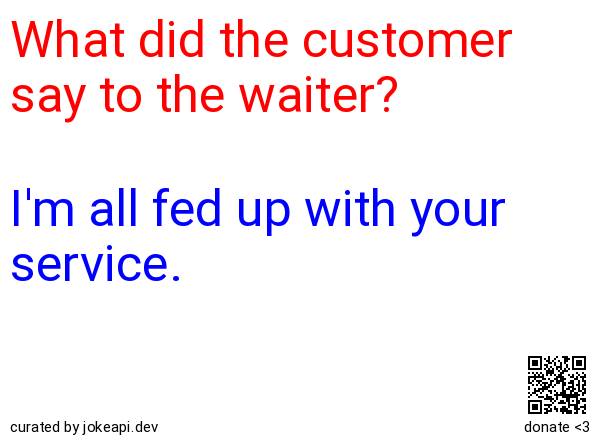 What did the customer
say to the waiter?
I'm all fed up with your
service.
curated by jokeapi.dev
donate <3